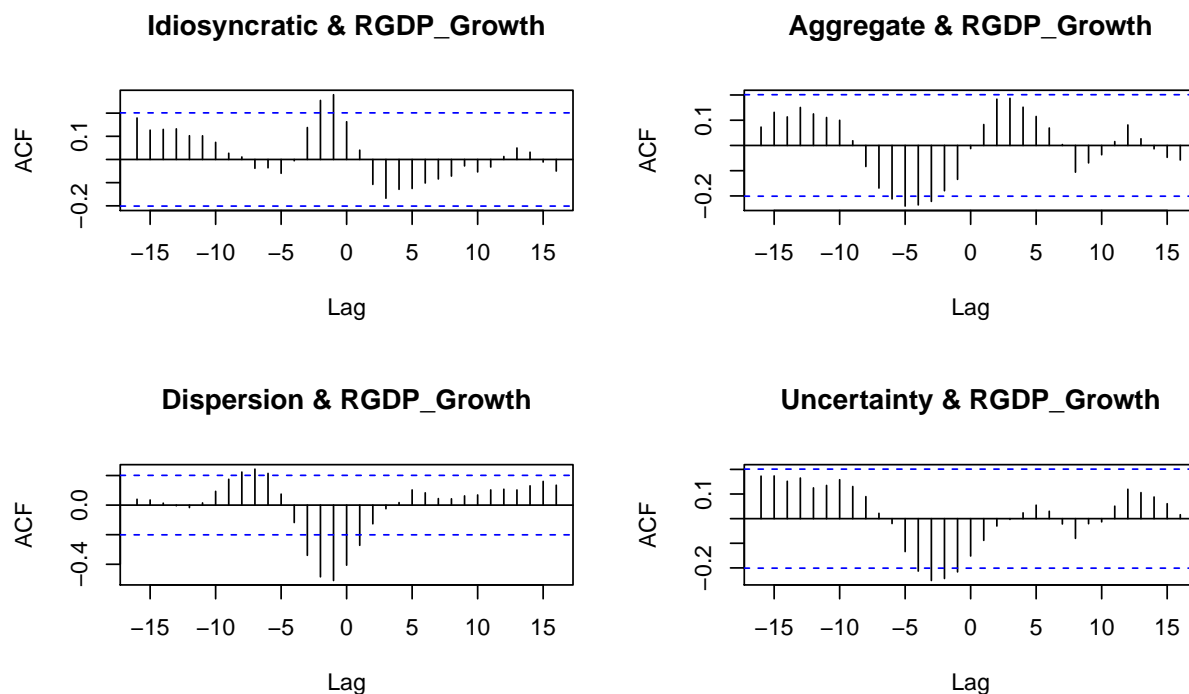 Idiosyncratic & RGDP_Growth
ACF
0.1
−0.2
−15 −10 −5 0 5 10 15
Lag
Aggregate & RGDP_Growth
ACF
0.1
−0.2
−15 −10 −5 0 5 10 15
Lag
Dispersion & RGDP_Growth
ACF
0.0
−0.4
−15 −10 −5 0 5 10 15
Lag
Uncertainty & RGDP_Growth
ACF
0.1
−0.2
−15 −10 −5 0 5 10 15
Lag